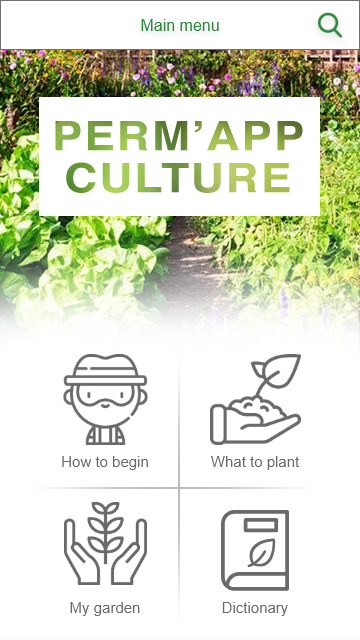 Main menu
PERM’APP
CULTURE
How to begin
What to plant
My garden
Dictionary